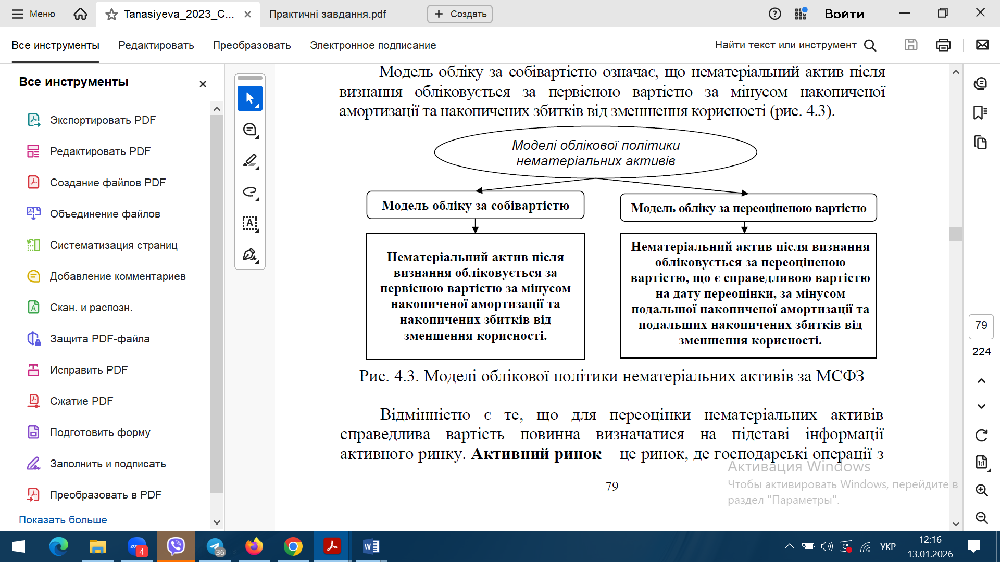 Меню
Tanasiyeva_2023_C...
Практичні завдання.pdf
Создать
Войти
Все инструменты
Редактировать
Преобразовать
Электронное подписание
Найти текст или инструмент
Все инструменты
Экспортировать PDF
Редактировать PDF
Создание файлов PDF
Объединение файлов
Систематизация страниц
Добавление комментариев
Скан. и распозн.
Защита PDF-файла
Исправить PDF
Сжатие PDF
Подготовить форму
Заполнить и подписать
Преобразовать в PDF
Показать больше
Модель обліку за собівартістю означає, що нематеріальний актив після
визнання обліковується за первісною вартістю за мінусом накопиченої
амортизації та накопичених збитків від зменшення корисності (рис. 4.3).
Моделі облікової політики
нематеріальних активів
Модель обліку за собівартістю
Модель обліку за переоціненою вартістю
Нематеріальний актив після
визнання обліковується за
первісною вартістю за мінусом
накопиченої амортизації та
накопичених збитків від
зменшення корисності.
Нематеріальний актив після визнання
обліковується за переоціненою
вартістю, що є справедливою вартістю
на дату переоцінки, за мінусом
подальшої накопиченої амортизації та
подальших накопичених збитків від
зменшення корисності.
Рис. 4.3. Моделі облікової політики нематеріальних активів за МСФЗ
Відмінністю є те, що для переоцінки нематеріальних активів
справедлива вартість повинна визначатися на підставі інформації
активного ринку. Активний ринок – це ринок, де господарські операції з
79
79
224
1:1
Активация Windows
Чтобы активировать Windows, перейдите в
раздел "Параметры".
zoom
4
36
УКР
12:16
13.01.2026